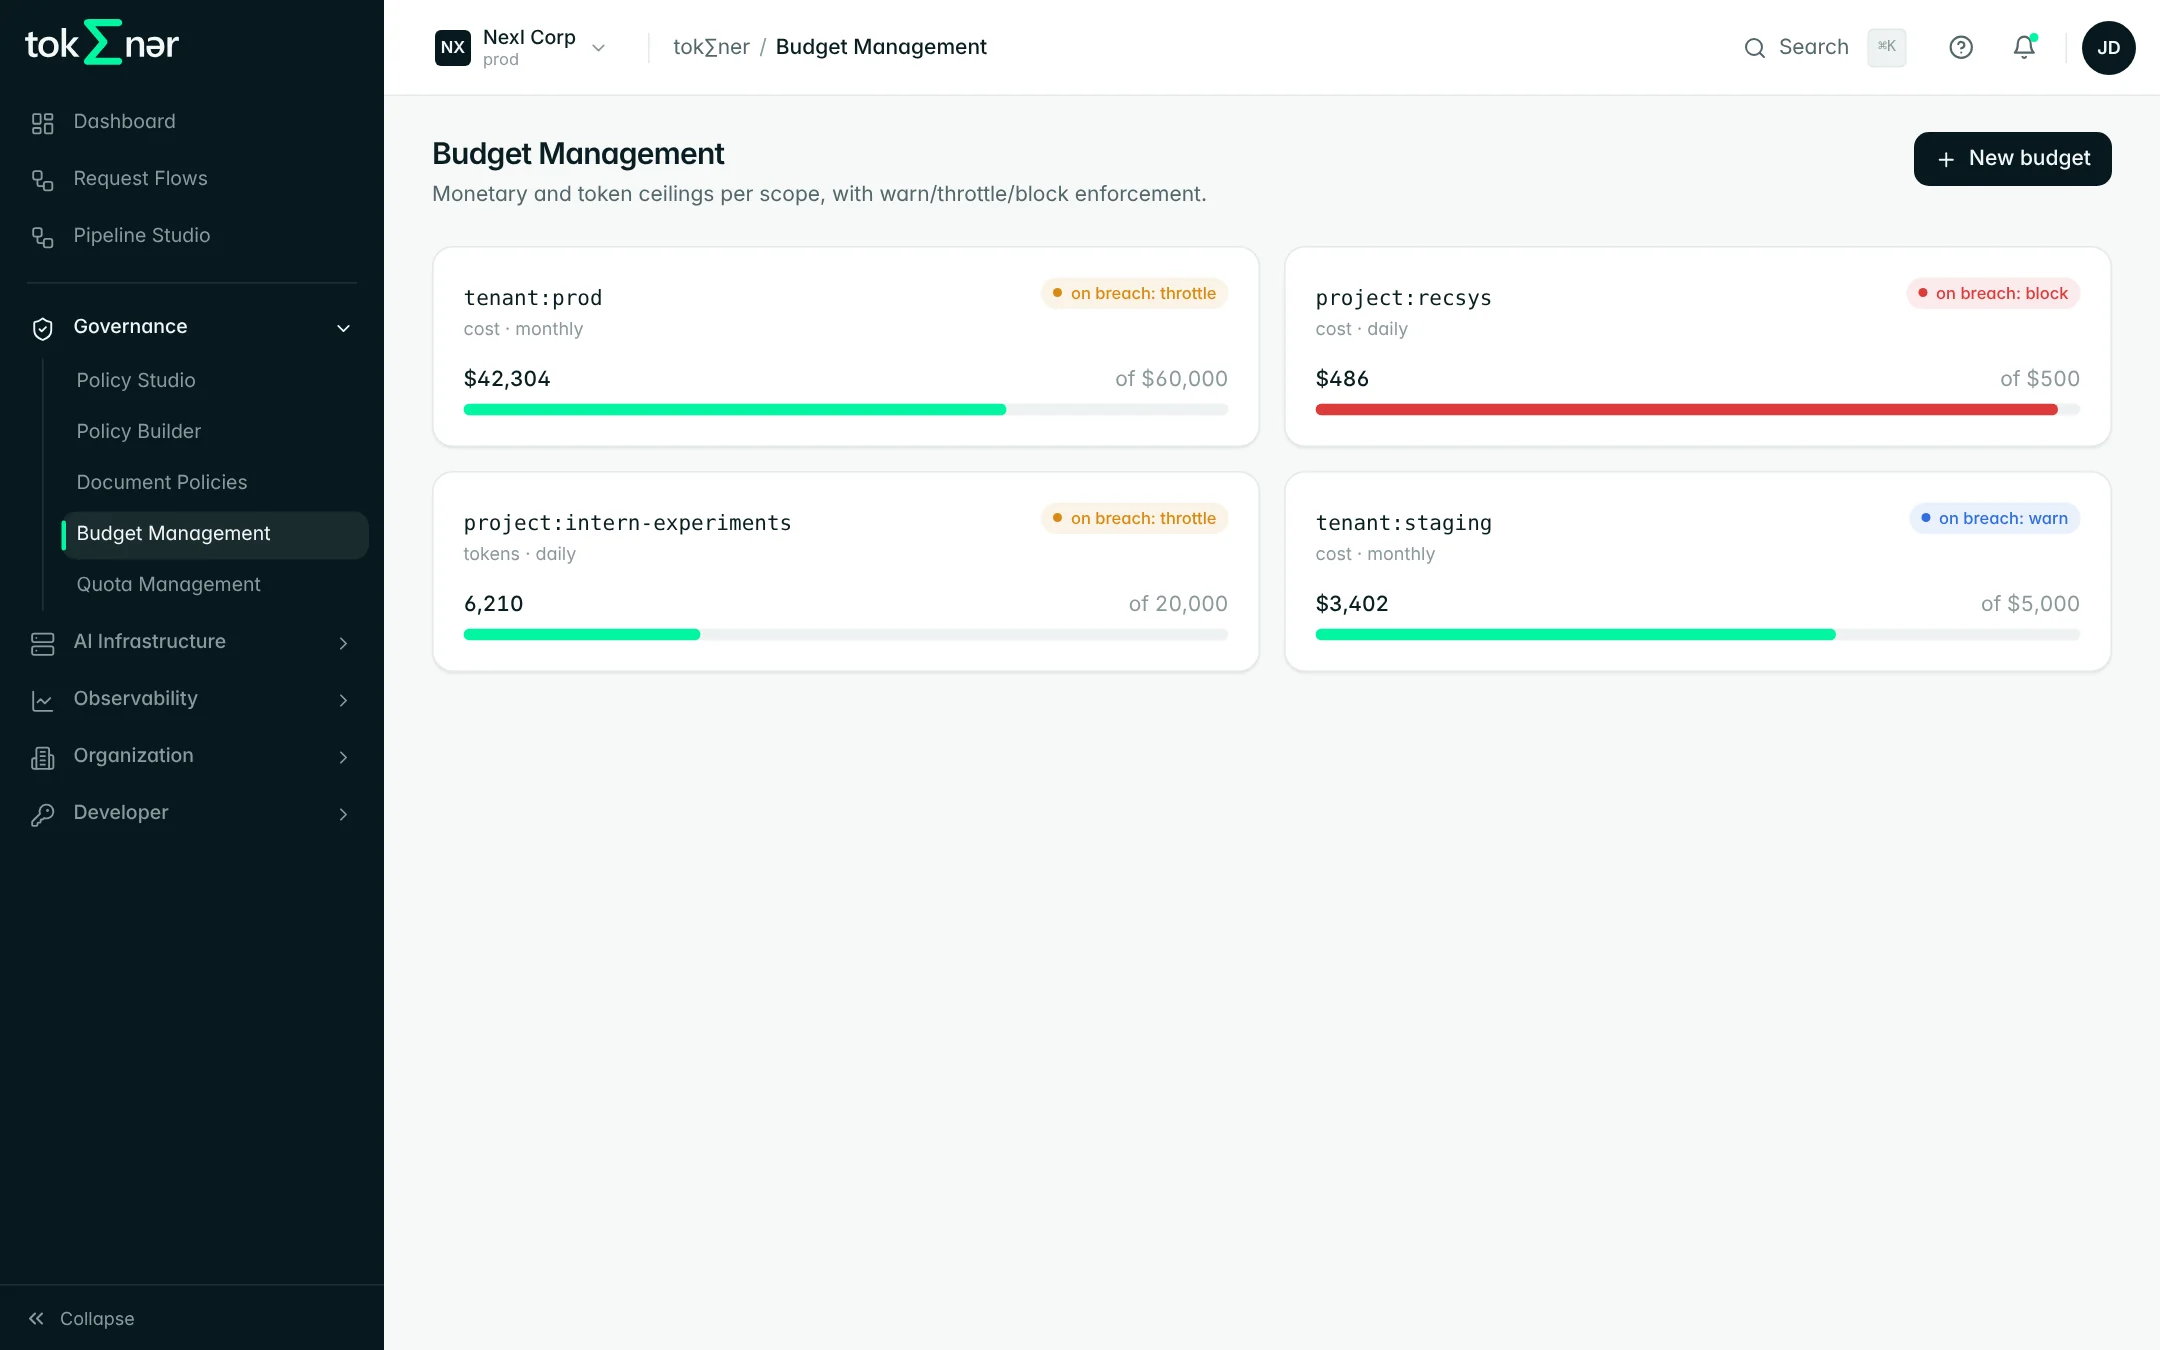 tokΣnər
Dashboard
Request Flows
Pipeline Studio
Governance
Policy Studio
Policy Builder
Document Policies
Budget Management
Quota Management
AI Infrastructure
Observability
Organization
Developer
Collapse
NX
Nexl Corp
prod
tok∑ner / Budget Management
Search
⌘K
JD
Budget Management
Monetary and token ceilings per scope, with warn/throttle/block enforcement.
+ New budget
tenant:prod
on breach: throttle
cost · monthly
$42,304
of $60,000
project:recsys
on breach: block
cost · daily
$486
of $500
project:intern-experiments
on breach: throttle
tokens · daily
6,210
of 20,000
tenant:staging
on breach: warn
cost · monthly
$3,402
of $5,000